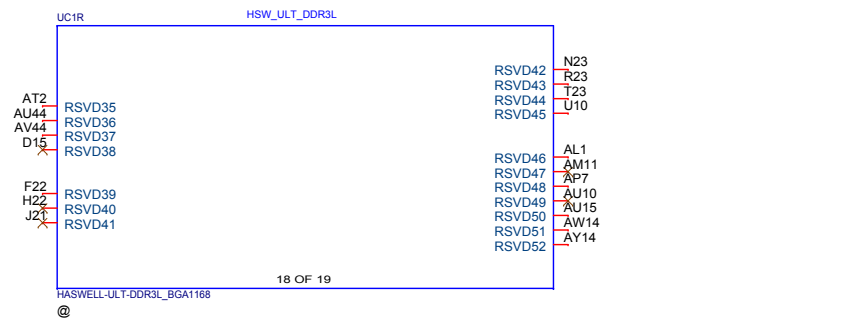 UC1R
HSW_ULT_DDR3L
AT2 RSVD35
AU44 RSVD36
AV44 RSVD37
D15 RSVD38
F22 RSVD39
H22 RSVD40
J21 RSVD41
RSVD42 N23
RSVD43 R23
RSVD44 T23
RSVD45 U10
RSVD46 AL1
RSVD47 AM11
RSVD48 AP7
RSVD49 AU10
RSVD50 AU15
RSVD51 AW14
RSVD52 AY14
18 OF 19
HASWELL-ULT-DDR3L_BGA1168
@